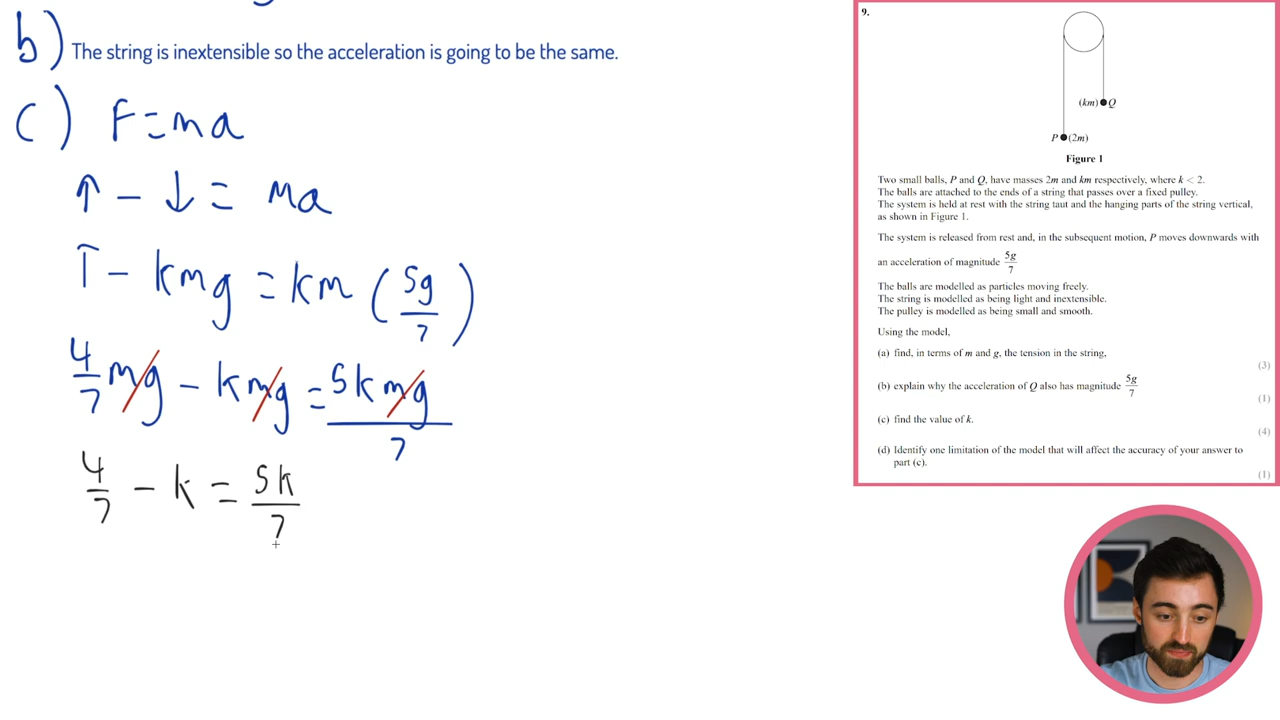 b) The string is inextensible so the acceleration is going to be the same.
c) F = ma
↑ − ↓ = ma
T − kmg = km (5g/7)
4/7 mg − kmg = 5kmg/7
4/7 − k = 5k/7
9.
(km) Q
P (2m)
Figure 1
Two small balls, P and Q, have masses 2m and km respectively, where k < 2.
The balls are attached to the ends of a string that passes over a fixed pulley.
The system is held at rest with the string taut and the hanging parts of the string vertical,
as shown in Figure 1.
The system is released from rest and, in the subsequent motion, P moves downwards with
an acceleration of magnitude 5g/7
The balls are modelled as particles moving freely.
The string is modelled as being light and inextensible.
The pulley is modelled as being small and smooth.
Using the model,
(a) find, in terms of m and g, the tension in the string,
(3)
(b) explain why the acceleration of Q also has magnitude 5g/7
(1)
(c) find the value of k.
(4)
(d) Identify one limitation of the model that will affect the accuracy of your answer to
part (c).
(1)